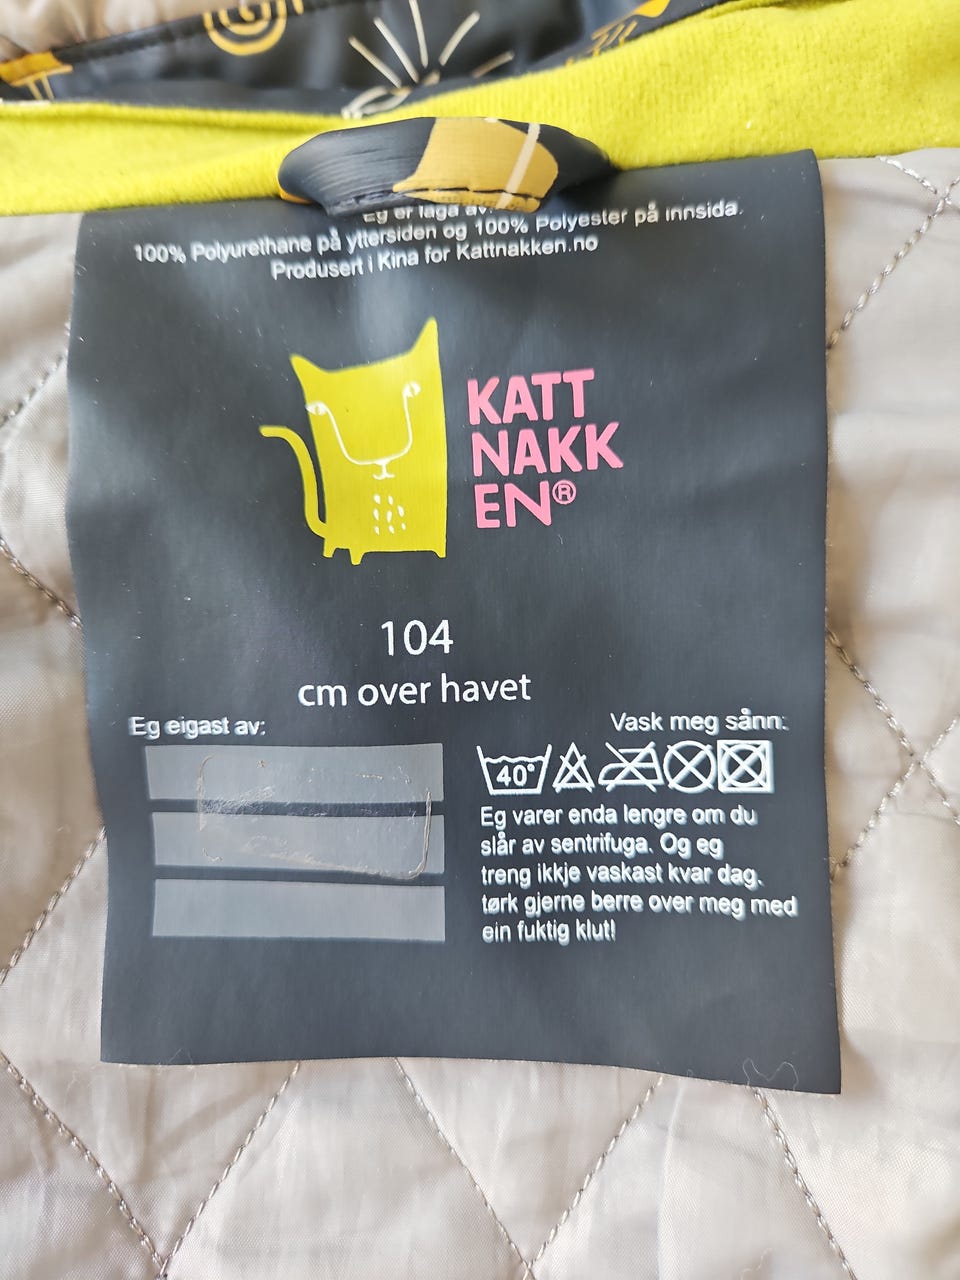 Eg er laga av:
100% Polyurethane på yttersiden og 100% Polyester på innsida.
Produsert i Kina for Kattnakken.no
KATT
NAKK
EN®
104
cm over havet
Eg eigast av:
Vask meg sånn:
40°
Eg varer enda lengre om du
slår av sentrifuga. Og eg
treng ikkje vaskast kvar dag,
tørk gjerne berre over meg med
ein fuktig klut!